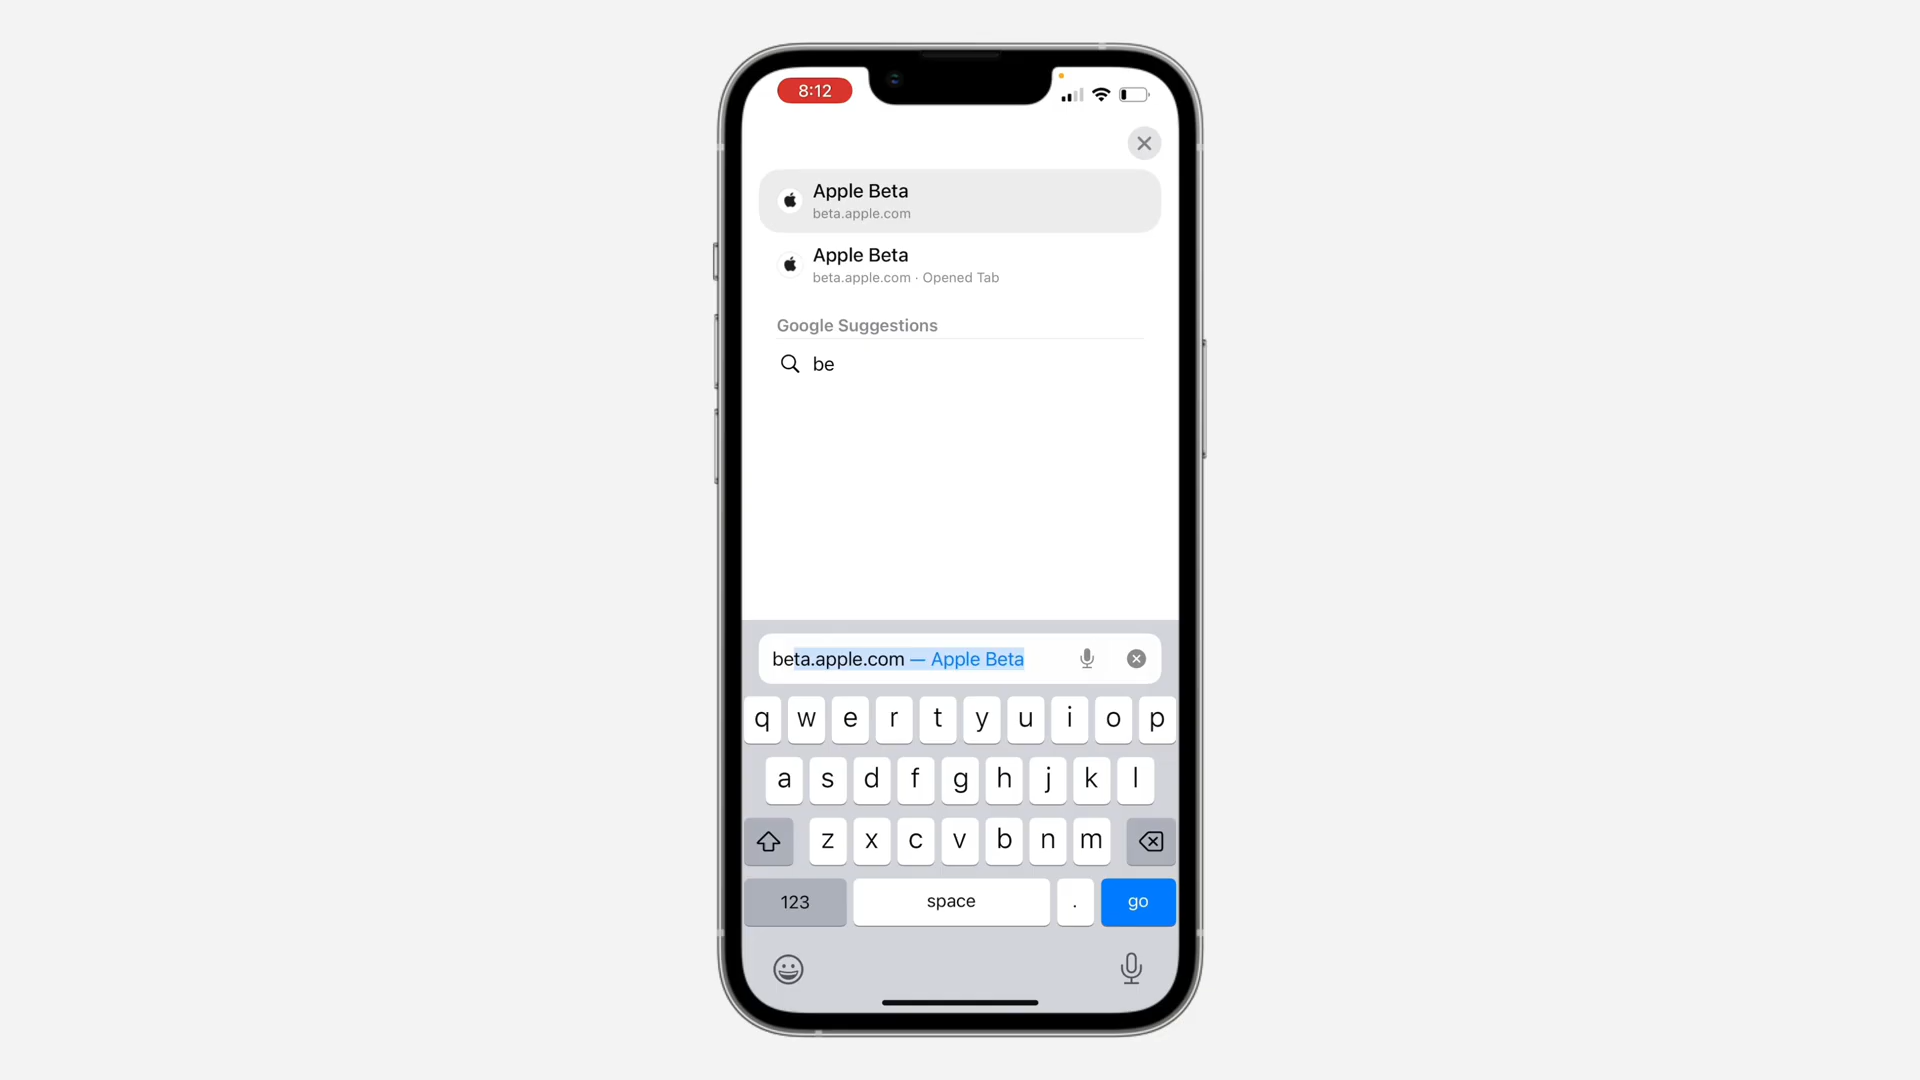 8:12
Apple Beta
beta.apple.com
Apple Beta
beta.apple.com · Opened Tab
Google Suggestions
be
beta.apple.com — Apple Beta
q w e r t y u i o p
a s d f g h j k l
z x c v b n m
123 space . go